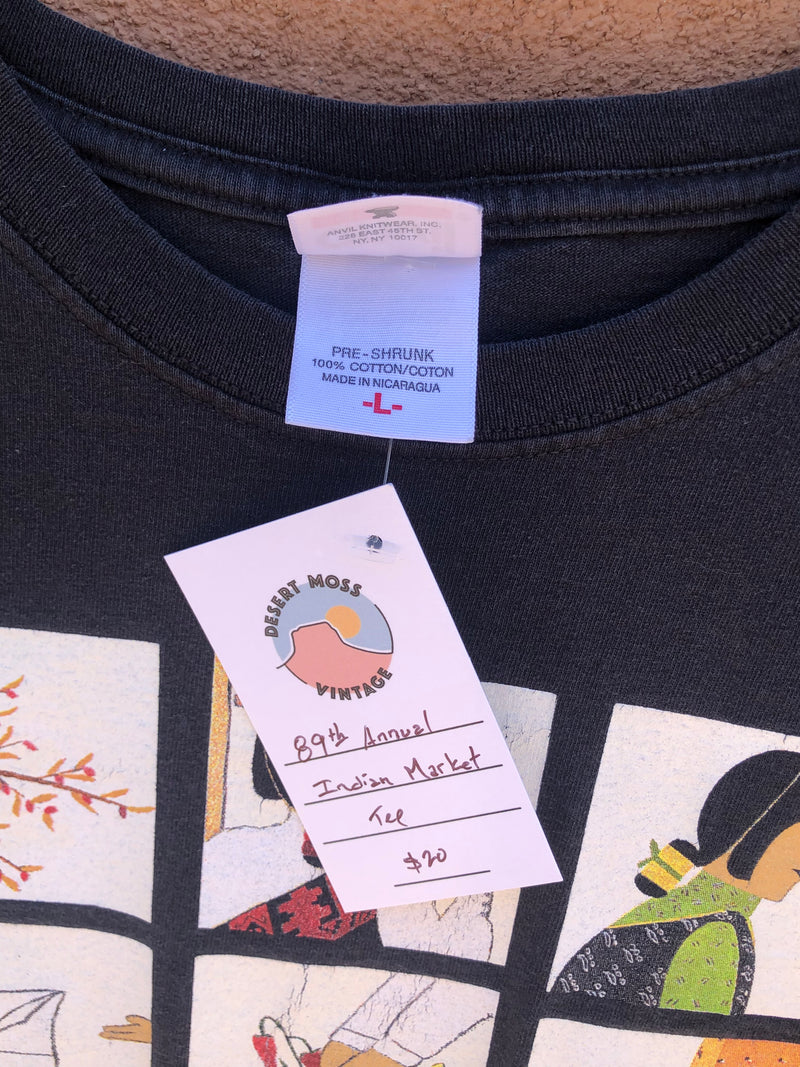 ANVIL KNITWEAR, INC.
228 EAST 45TH ST.
NY, NY 10017
PRE-SHRUNK
100% COTTON/COTON
MADE IN NICARAGUA
-L-
DESERT MOSS
VINTAGE
89th Annual
Indian Market
Tee
$20